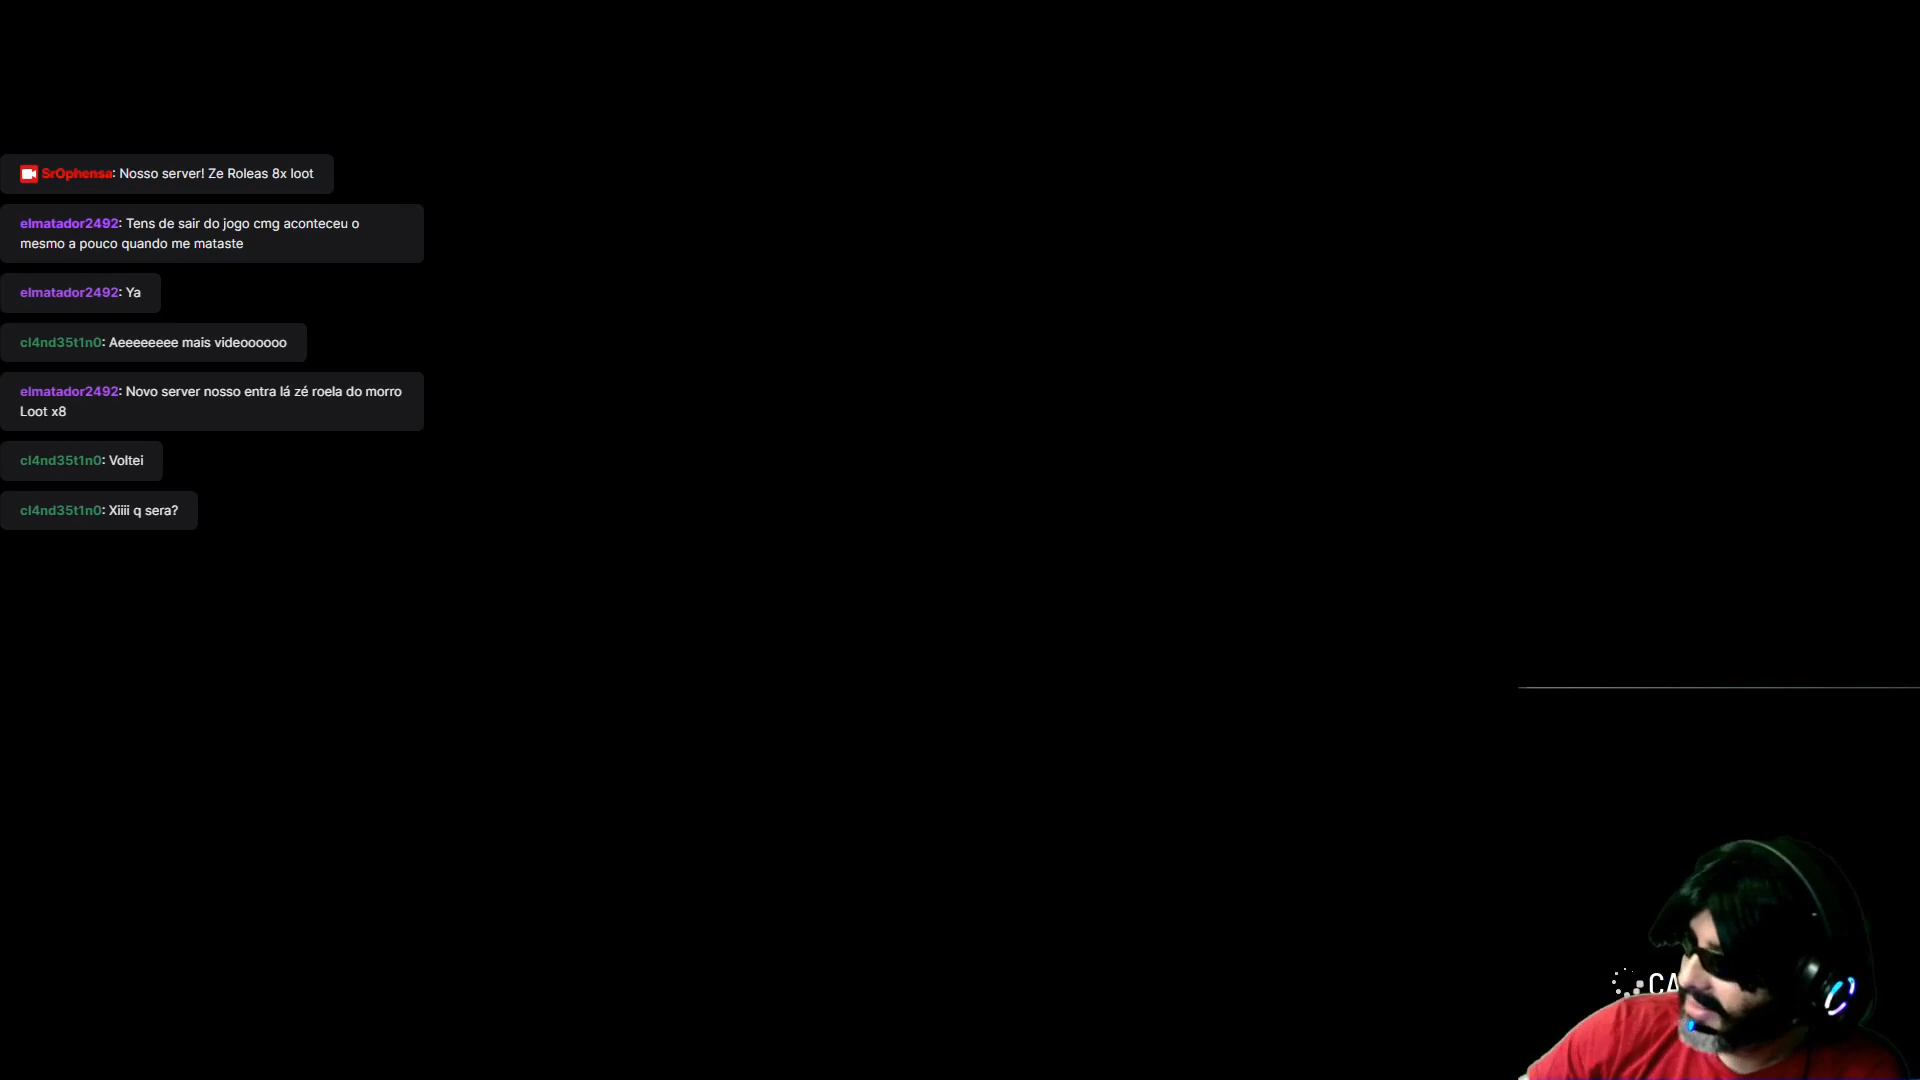 SrOphensa: Nosso server! Ze Roleas 8x loot
elmatador2492: Tens de sair do jogo cmg aconteceu o
mesmo a pouco quando me mataste
elmatador2492: Ya
cl4nd35t1n0: Aeeeeeeee mais videoooooo
elmatador2492: Novo server nosso entra lá zé roela do morro
Loot x8
cl4nd35t1n0: Voltei
cl4nd35t1n0: Xiiii q sera?
CA